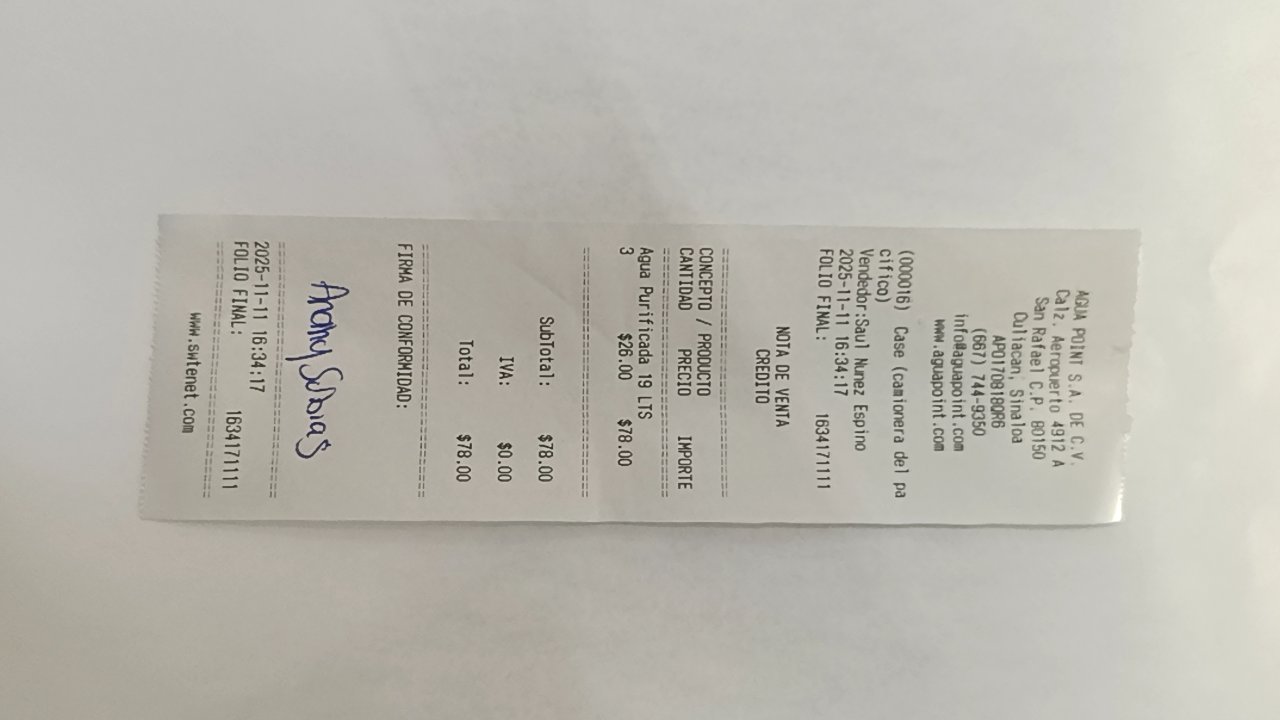 AGUA POINT S.A. DE C.V.
Calz. Aeropuerto 4912 A
San Rafael C.P. 80150
Culiacan, Sinaloa
APO170818QR6
(667) 744-9350
info@aguapoint.com
www.aguapoint.com
(000016) Case (camionera del pa
cifico)
Vendedor:Saul Nunez Espino
2025-11-11 16:34:17
FOLIO FINAL: 1634171111
NOTA DE VENTA
CREDITO
CONCEPTO / PRODUCTO
CANTIDAD PRECIO IMPORTE
Agua Purificada 19 LTS
3 $26.00 $78.00
SubTotal: $78.00
IVA: $0.00
Total: $78.00
FIRMA DE CONFORMIDAD:
2025-11-11 16:34:17
FOLIO FINAL: 1634171111
www.swtenet.com